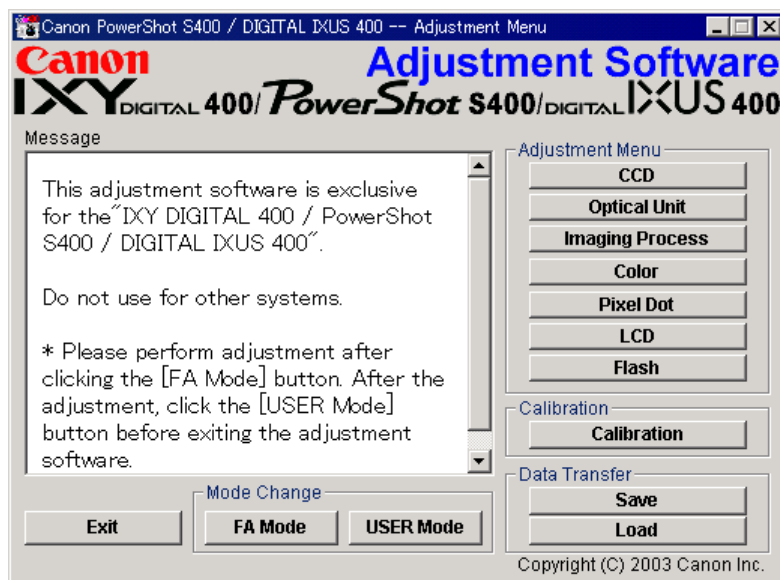 Canon PowerShot S400 / DIGITAL IXUS 400 -- Adjustment Menu
Canon
Adjustment Software
IXY DIGITAL 400/PowerShot S400/DIGITAL IXUS 400
Message
This adjustment software is exclusive
for the"IXY DIGITAL 400 / PowerShot
S400 / DIGITAL IXUS 400".
Do not use for other systems.
* Please perform adjustment after
clicking the [FA Mode] button. After the
adjustment, click the [USER Mode]
button before exiting the adjustment
software.
Adjustment Menu
CCD
Optical Unit
Imaging Process
Color
Pixel Dot
LCD
Flash
Calibration
Calibration
Data Transfer
Save
Load
Mode Change
Exit
FA Mode
USER Mode
Copyright (C) 2003 Canon Inc.